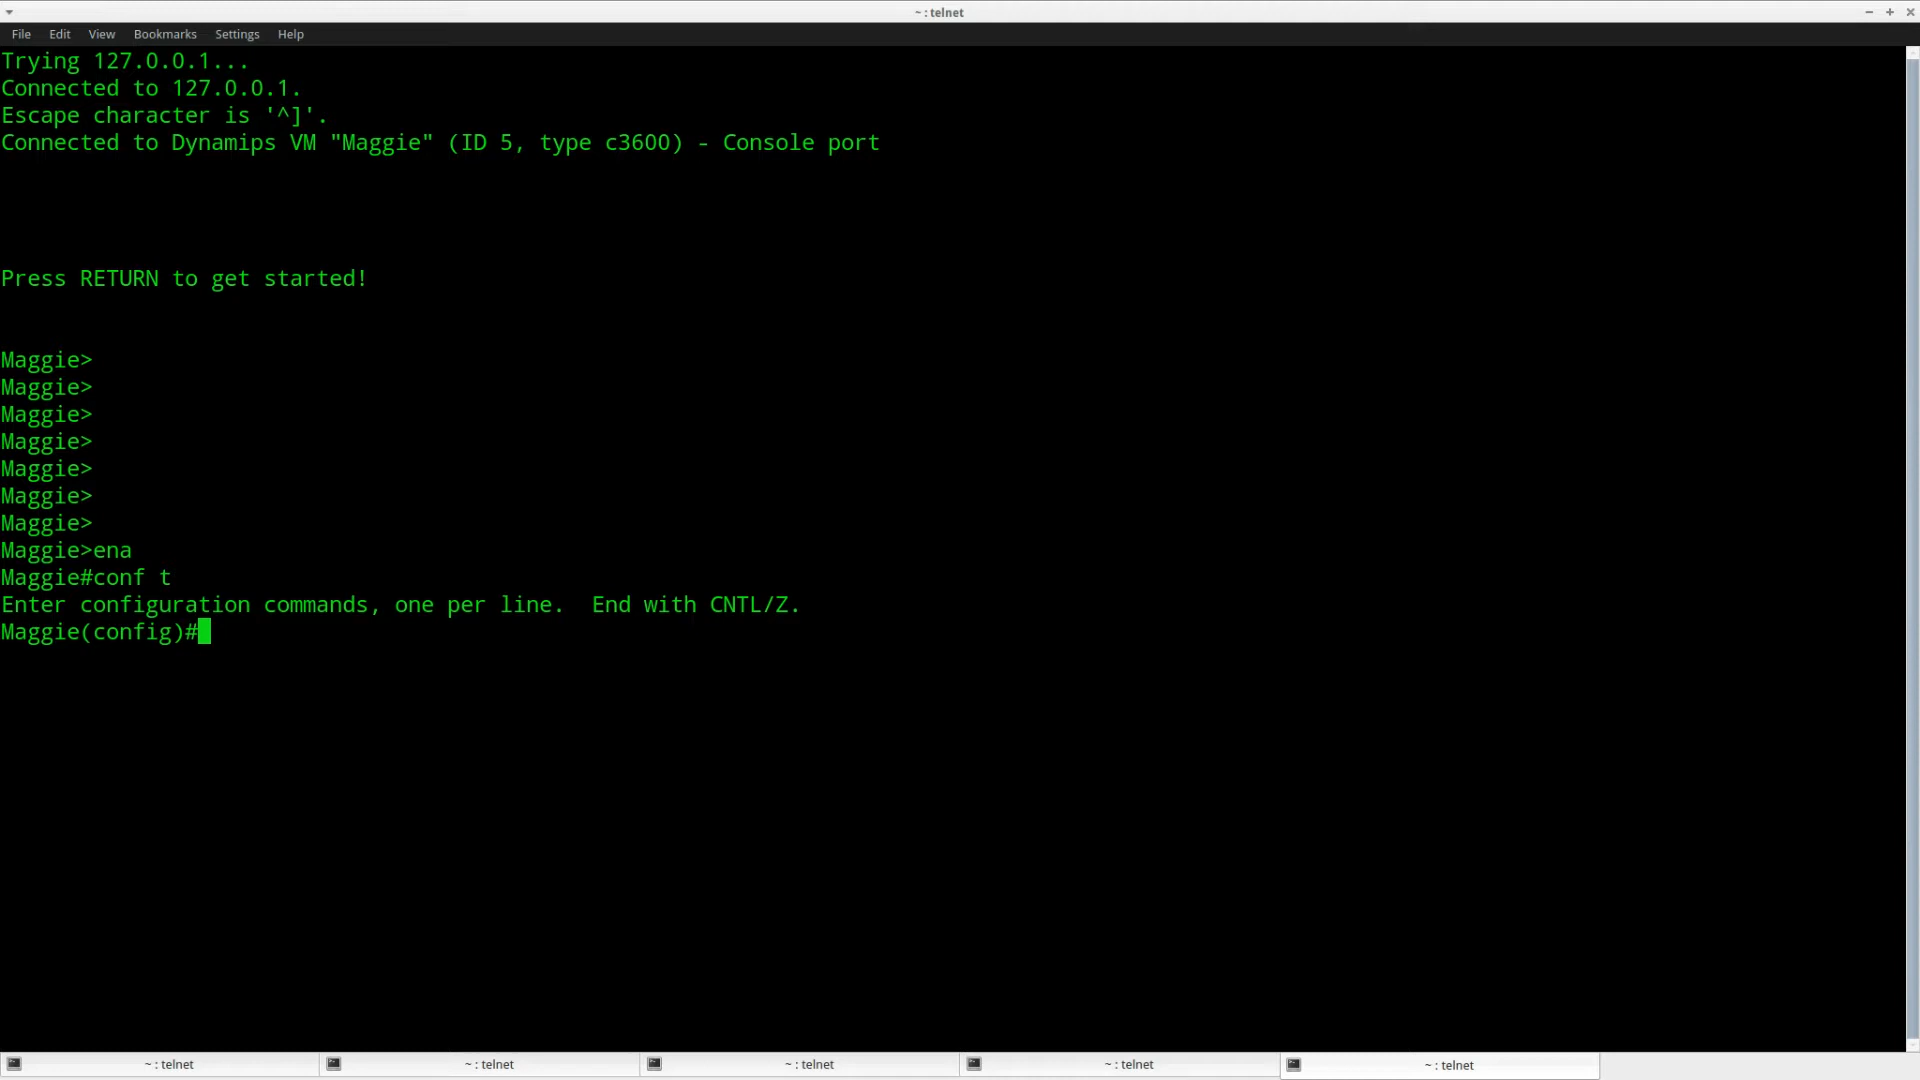 ~ : telnet
File Edit View Bookmarks Settings Help
Trying 127.0.0.1...
Connected to 127.0.0.1.
Escape character is '^]'.
Connected to Dynamips VM "Maggie" (ID 5, type c3600) - Console port
Press RETURN to get started!
Maggie>
Maggie>
Maggie>
Maggie>
Maggie>
Maggie>
Maggie>
Maggie>ena
Maggie#conf t
Enter configuration commands, one per line.  End with CNTL/Z.
Maggie(config)#
~ : telnet ~ : telnet ~ : telnet ~ : telnet ~ : telnet